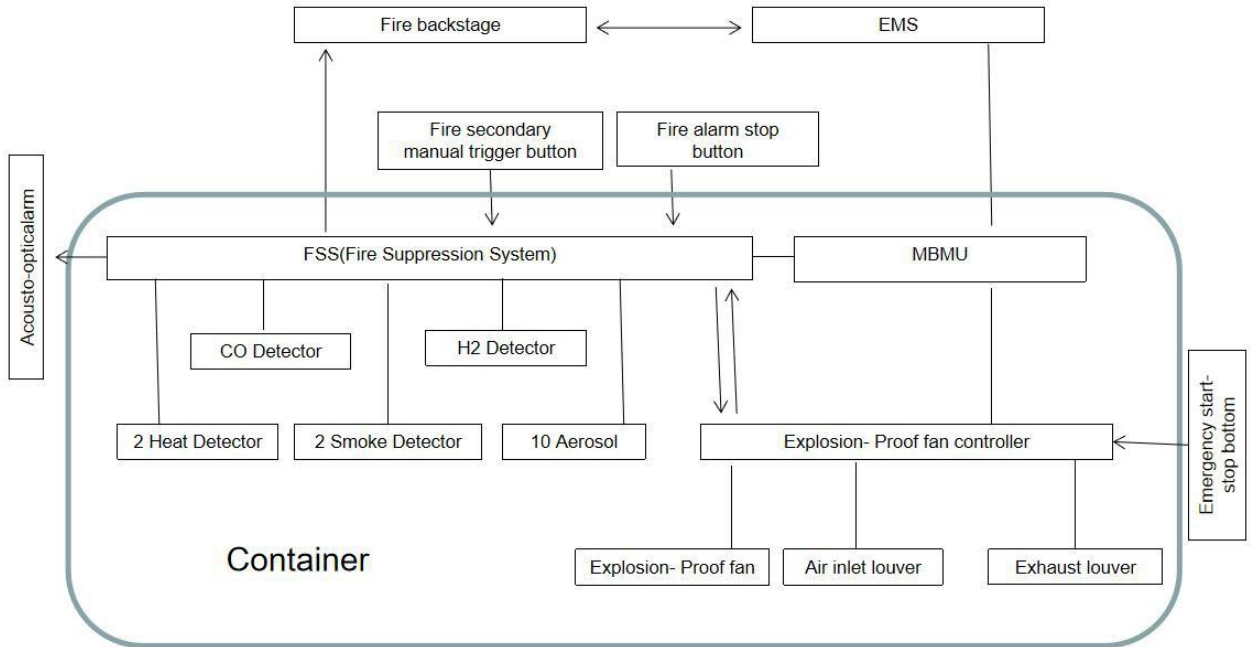 Fire backstage
EMS
Fire secondary
manual trigger button
Fire alarm stop
button
Acousto-opticalarm
FSS(Fire Suppression System)
MBMU
CO Detector
H2 Detector
2 Heat Detector
2 Smoke Detector
10 Aerosol
Explosion- Proof fan controller
Emergency start-
stop bottom
Container
Explosion- Proof fan
Air inlet louver
Exhaust louver